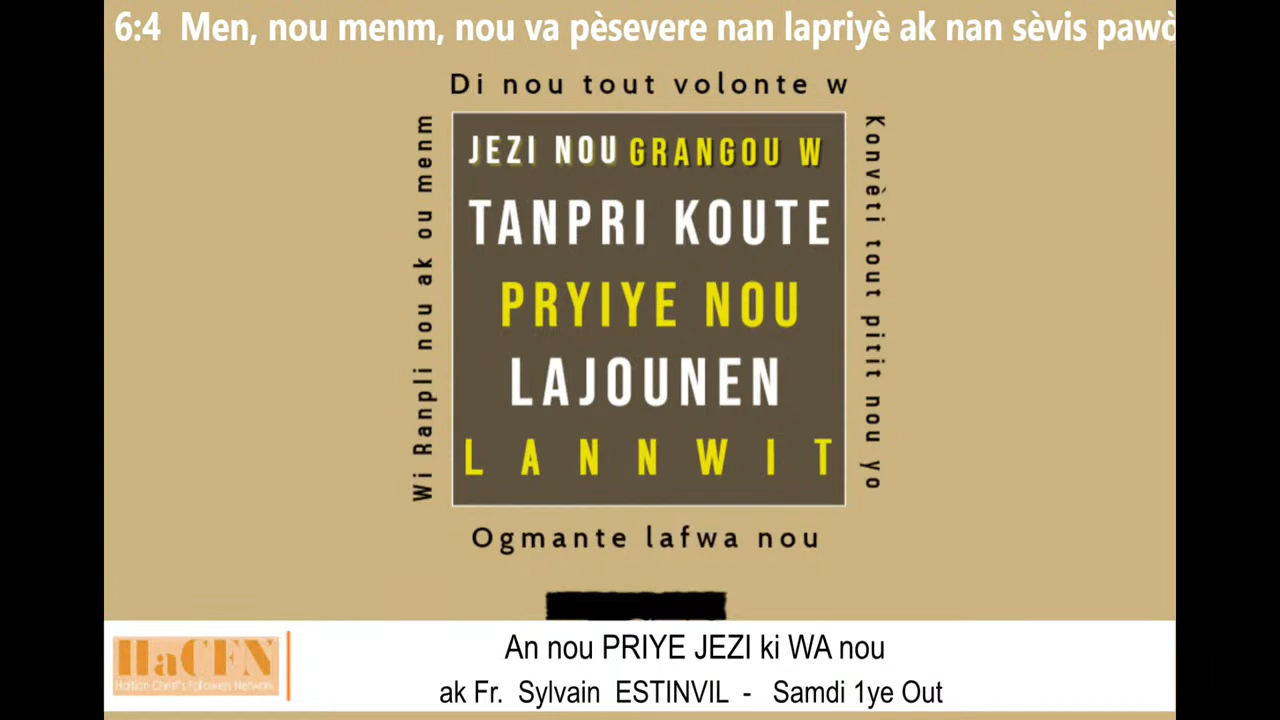 6:4 Men, nou menm, nou va pèsevere nan lapriyè ak nan sèvis pawò
Di nou tout volonte w
Wi Ranpli nou ak ou menm
JEZI NOU GRANGOU W
TANPRI KOUTE
PRYIYE NOU
LAJOUNEN
LANNWIT
Konvèti tout pitit nou yo
Ogmante lafwa nou
HaCFN
Haitian Christ's Followers Network
An nou PRIYE JEZI ki WA nou
ak Fr. Sylvain ESTINVIL - Samdi 1ye Out